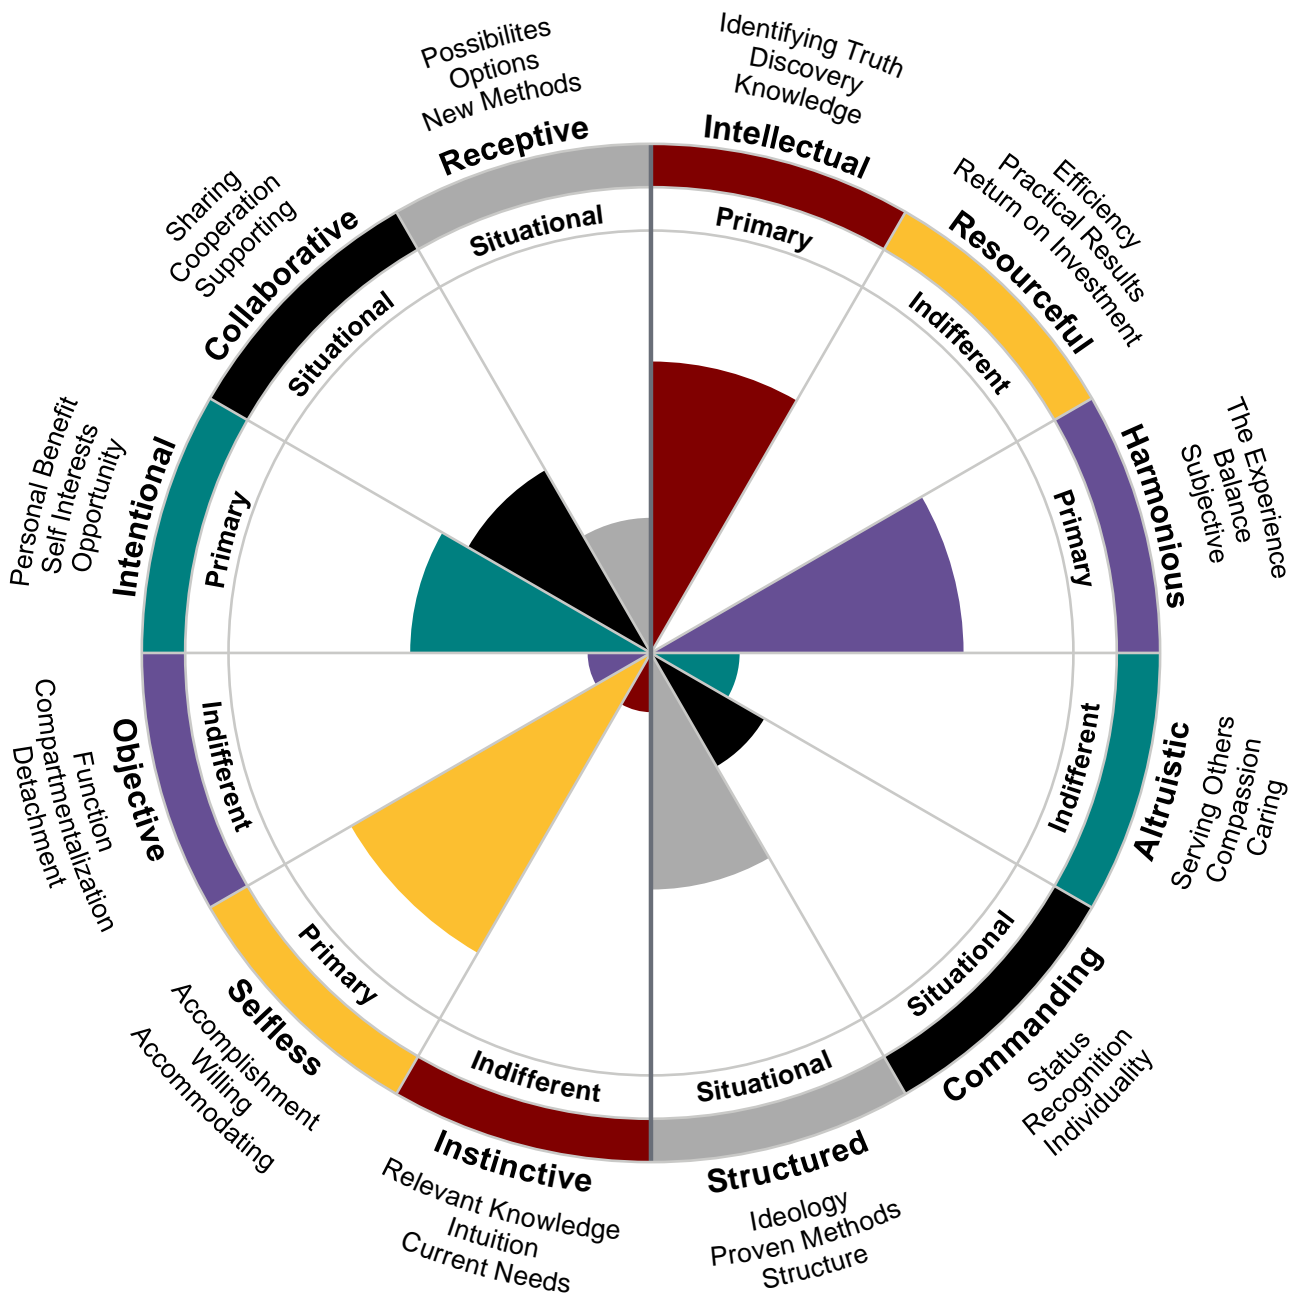 Possibilites
Options
New Methods
Receptive
Situational
Identifying Truth
Discovery
Knowledge
Intellectual
Primary
Efficiency
Practical Results
Return on Investment
Resourceful
Indifferent
The Experience
Balance
Subjective
Harmonious
Primary
Altruistic
Indifferent
Serving Others
Compassion
Caring
Commanding
Situational
Status
Recognition
Individuality
Situational
Structured
Ideology
Proven Methods
Structure
Indifferent
Instinctive
Relevant Knowledge
Intuition
Current Needs
Primary
Selfless
Accomplishment
Willing
Accommodating
Indifferent
Objective
Function
Compartmentalization
Detachment
Personal Benefit
Self Interests
Opportunity
Intentional
Primary
Sharing
Cooperation
Supporting
Collaborative
Situational